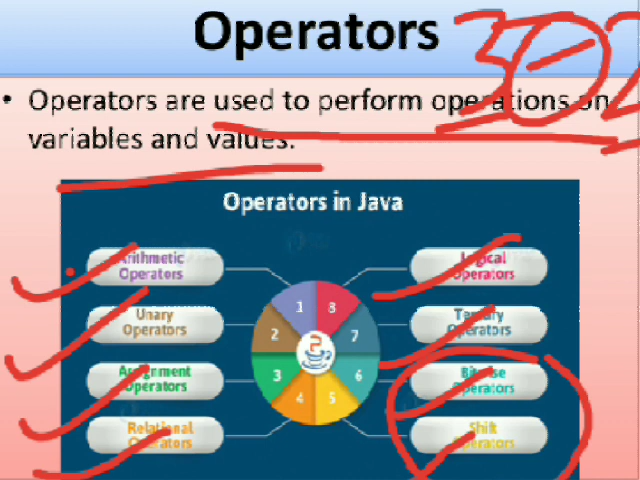 Operators
• Operators are used to perform operations on
variables and values.
Operators in Java
Arithmetic
Operators
Unary
Operators
Assignment
Operators
Relational
Operators
Logical
Operators
Ternary
Operators
Bitwise
Operators
Shift
Operators
1 8
2 7
3 6
4 5